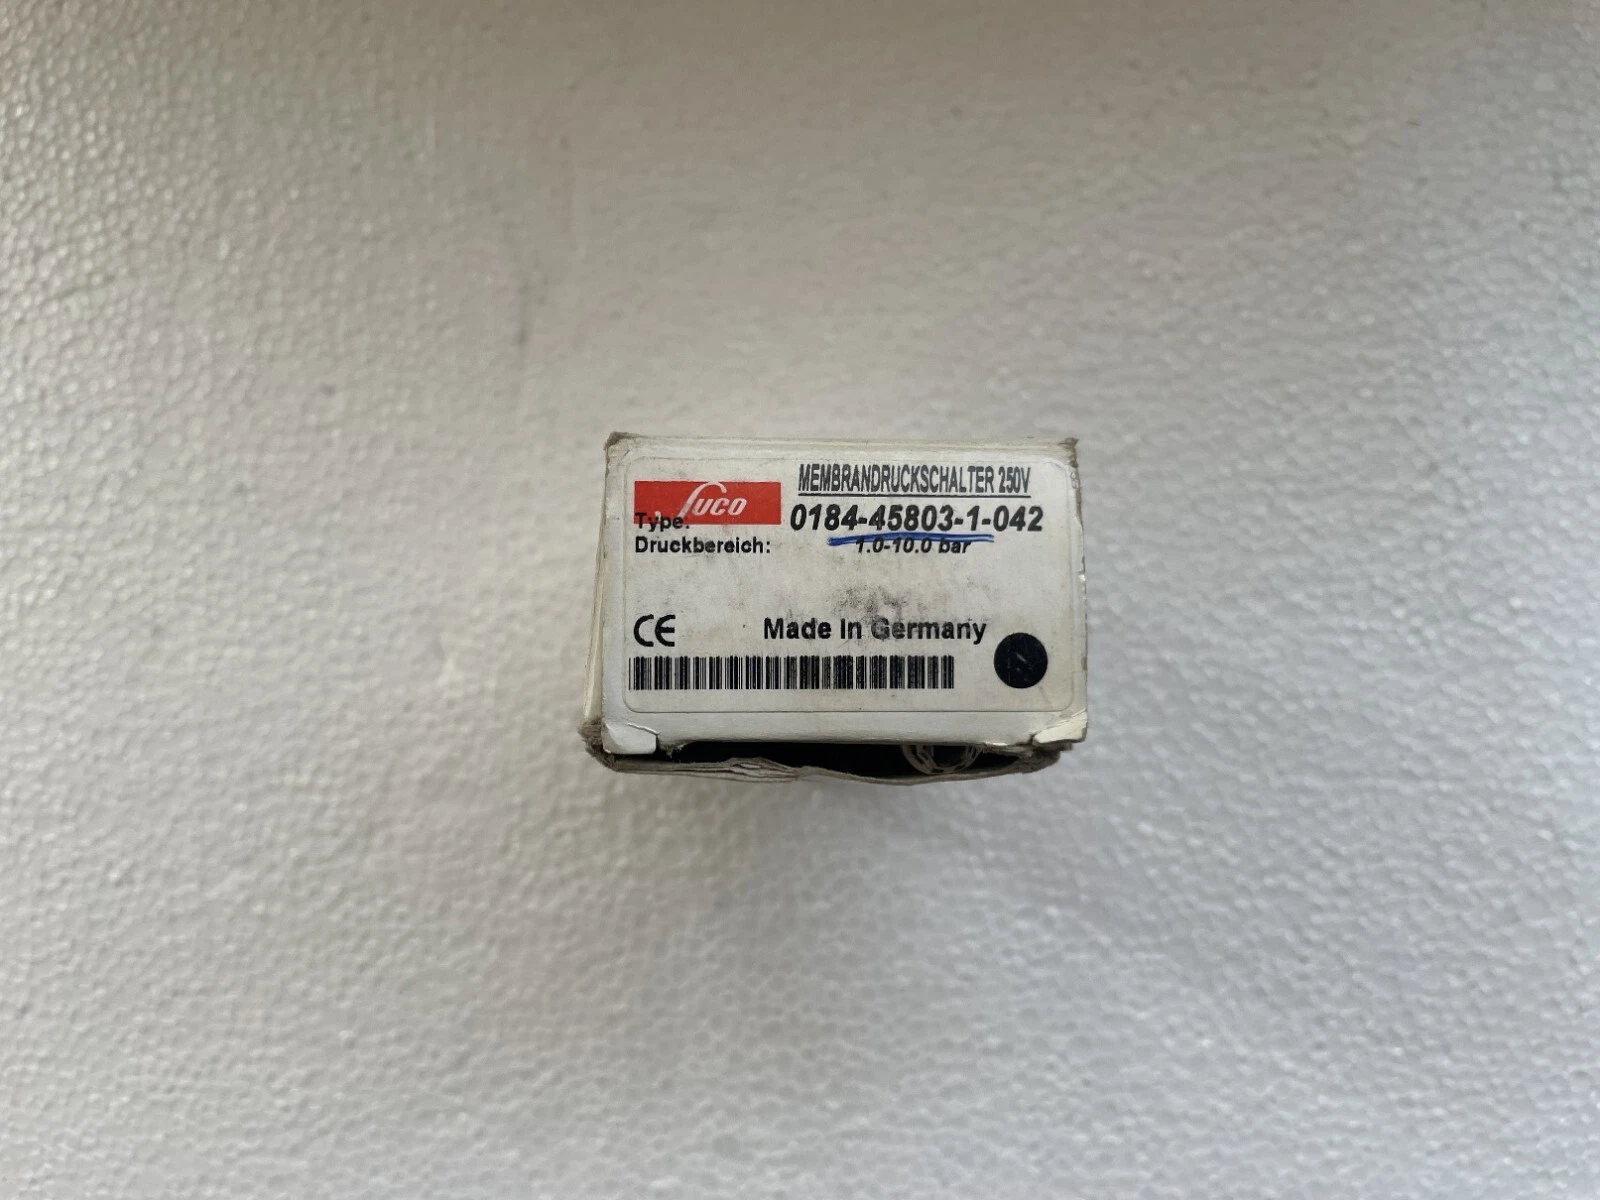 MEMBRANDRUCKSCHALTER 250V
Suco
Type: 0184-45803-1-042
Druckbereich: 1.0-10.0 bar
CE Made In Germany